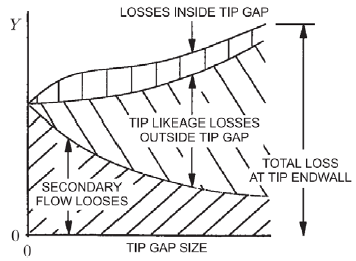 LOSSES INSIDE TIP GAP
Y
TIP LIKEAGE LOSSES
OUTSIDE TIP GAP
TOTAL LOSS
AT TIP ENDWALL
SECONDARY
FLOW LOOSES
0
0
TIP GAP SIZE